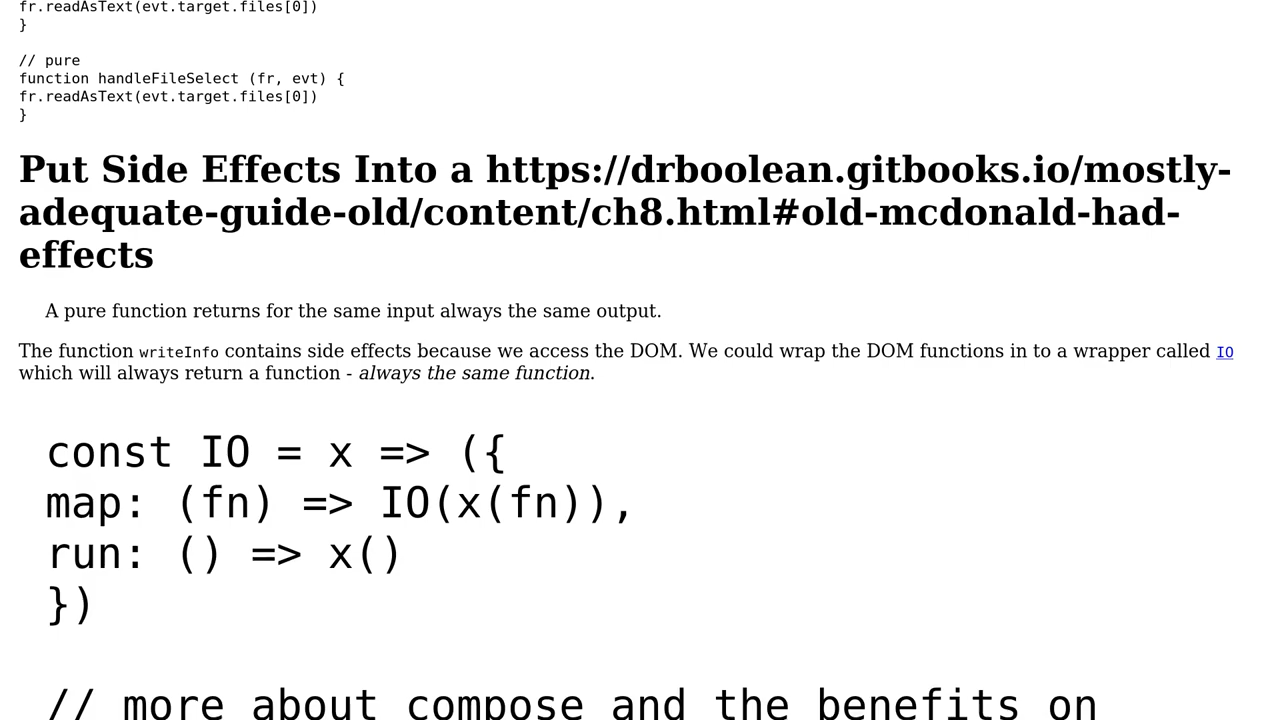 fr.readAsText(evt.target.files[0])
}
// pure
function handleFileSelect (fr, evt) {
fr.readAsText(evt.target.files[0])
}
Put Side Effects Into a https://drboolean.gitbooks.io/mostly-
adequate-guide-old/content/ch8.html#old-mcdonald-had-
effects
A pure function returns for the same input always the same output.
The function writeInfo contains side effects because we access the DOM. We could wrap the DOM functions in to a wrapper called IO
which will always return a function - always the same function.
const IO = x => ({
map: (fn) => IO(x(fn)),
run: () => x()
})
// more about compose and the benefits on